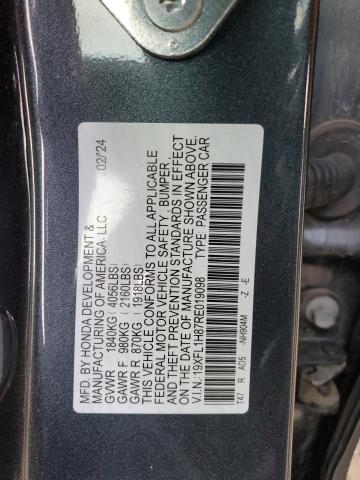 MFD. BY HONDA DEVELOPMENT &
MANUFACTURING OF AMERICA, LLC 02/24
GVWR 1840KG ( 4056LBS)
GAWR F 980KG ( 2160LBS)
GAWR R 870KG ( 1918LBS)
THIS VEHICLE CONFORMS TO ALL APPLICABLE
FEDERAL MOTOR VEHICLE SAFETY, BUMPER,
AND THEFT PREVENTION STANDARDS IN EFFECT
ON THE DATE OF MANUFACTURE SHOWN ABOVE.
V.I.N.:19XFL1H87RE019098 TYPE: PASSENGER CAR
T47 R AD5 -NH904M -Z -E